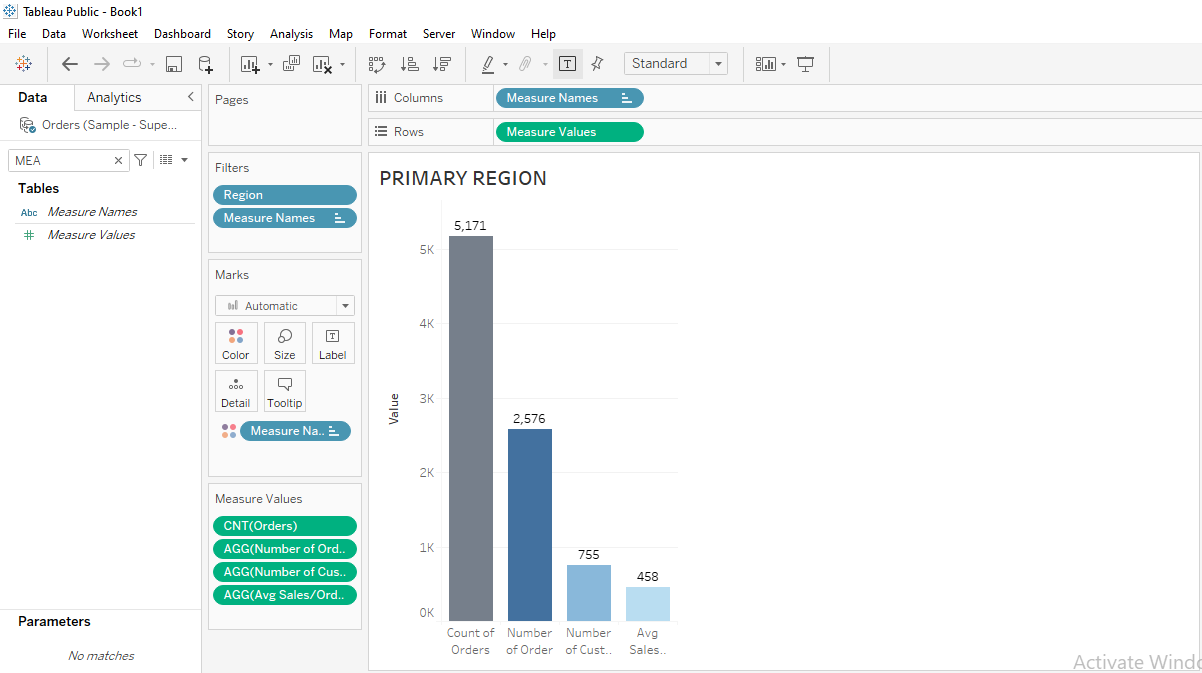 Tableau Public - Book1
File Data Worksheet Dashboard Story Analysis Map Format Server Window Help
Standard
Data Analytics
Orders (Sample - Supe...
MEA
Tables
Abc Measure Names
# Measure Values
Parameters
No matches
Pages
Filters
Region
Measure Names
Marks
Automatic
Color Size Label
Detail Tooltip
Measure Na..
Measure Values
CNT(Orders)
AGG(Number of Ord..
AGG(Number of Cus..
AGG(Avg Sales/Ord..
Columns Measure Names
Rows Measure Values
PRIMARY REGION
5,171
5K
4K
3K
2,576
2K
1K
755
458
0K
Value
Count of Orders
Number of Order
Number of Cust..
Avg Sales..
Activate Windo